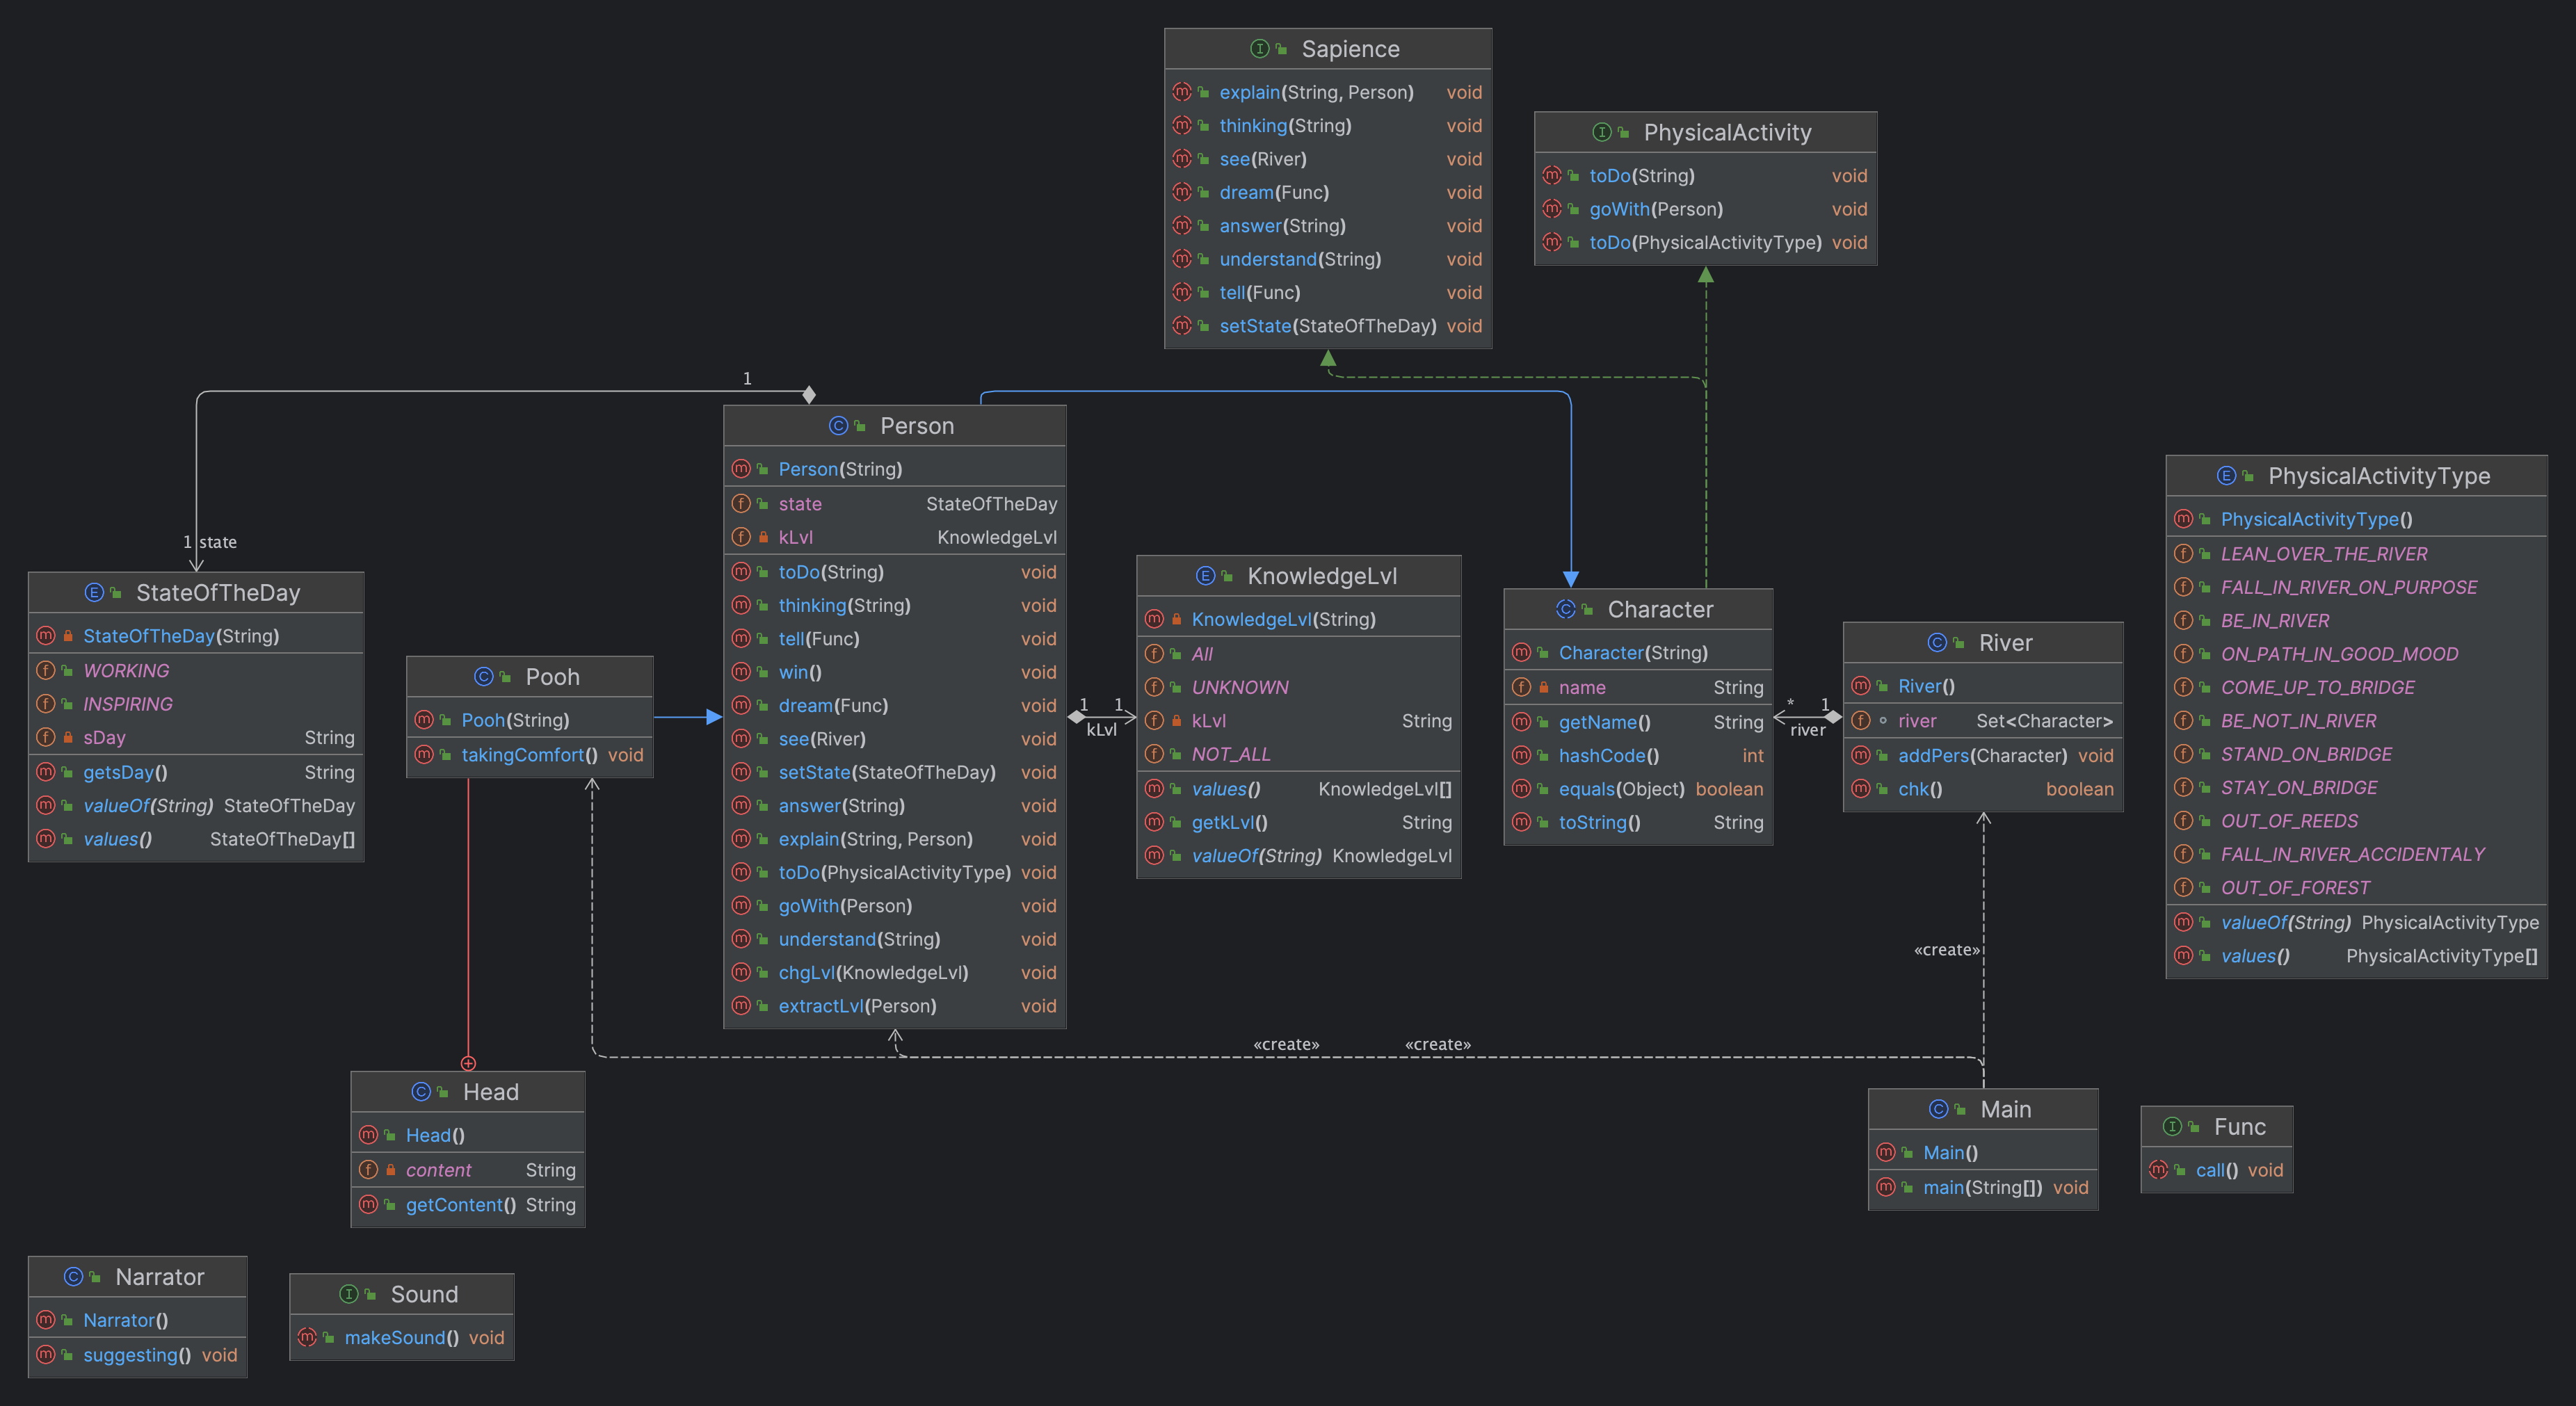 Sapience
explain(String, Person) void
thinking(String) void
see(River) void
dream(Func) void
answer(String) void
understand(String) void
tell(Func) void
setState(StateOfTheDay) void
PhysicalActivity
toDo(String) void
goWith(Person) void
toDo(PhysicalActivityType) void
1
1 state
Person
Person(String)
state StateOfTheDay
kLvl KnowledgeLvl
toDo(String) void
thinking(String) void
tell(Func) void
win() void
dream(Func) void
see(River) void
setState(StateOfTheDay) void
answer(String) void
explain(String, Person) void
toDo(PhysicalActivityType) void
goWith(Person) void
understand(String) void
chgLvl(KnowledgeLvl) void
extractLvl(Person) void
PhysicalActivityType
PhysicalActivityType()
LEAN_OVER_THE_RIVER
FALL_IN_RIVER_ON_PURPOSE
BE_IN_RIVER
ON_PATH_IN_GOOD_MOOD
COME_UP_TO_BRIDGE
BE_NOT_IN_RIVER
STAND_ON_BRIDGE
STAY_ON_BRIDGE
OUT_OF_REEDS
FALL_IN_RIVER_ACCIDENTALY
OUT_OF_FOREST
valueOf(String) PhysicalActivityType
values() PhysicalActivityType[]
StateOfTheDay
StateOfTheDay(String)
WORKING
INSPIRING
sDay String
getsDay() String
valueOf(String) StateOfTheDay
values() StateOfTheDay[]
Pooh
Pooh(String)
takingComfort() void
1 1
kLvl
KnowledgeLvl
KnowledgeLvl(String)
All
UNKNOWN
kLvl String
NOT_ALL
values() KnowledgeLvl[]
getkLvl() String
valueOf(String) KnowledgeLvl
Character
Character(String)
name String
getName() String
hashCode() int
equals(Object) boolean
toString() String
* 1
river
River
River()
river Set<Character>
addPers(Character) void
chk() boolean
«create»
«create» «create»
Head
Head()
content String
getContent() String
Main
Main()
main(String[]) void
Func
call() void
Narrator
Narrator()
suggesting() void
Sound
makeSound() void